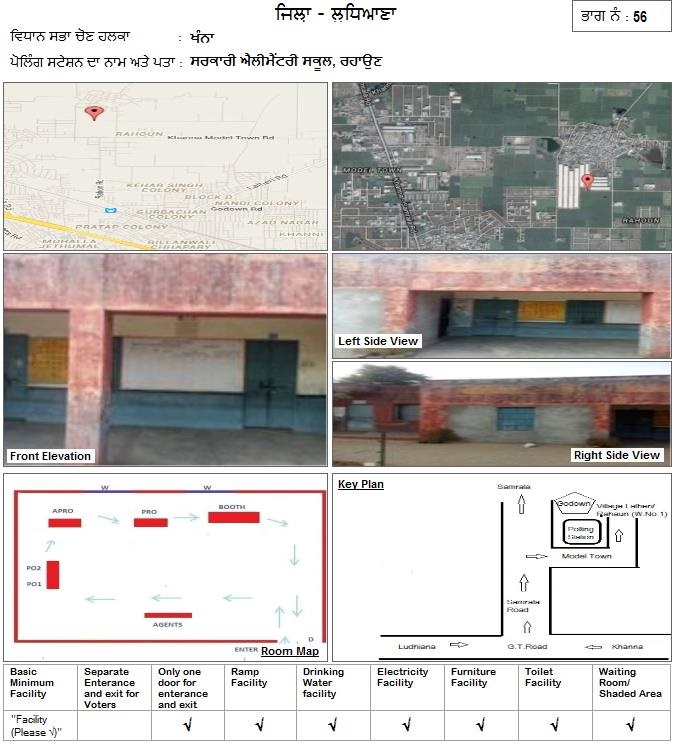 ਜਿਲ੍ਹਾ - ਲੁਧਿਆਣਾ
ਭਾਗ ਨੰ : 56
ਵਿਧਾਨ ਸਭਾ ਚੋਣ ਹਲਕਾ : ਖੰਨਾ
ਪੋਲਿੰਗ ਸਟੇਸ਼ਨ ਦਾ ਨਾਮ ਅਤੇ ਪਤਾ : ਸਰਕਾਰੀ ਐਲੀਮੈਂਟਰੀ ਸਕੂਲ, ਰਹਾਉਣ
RAHOUN
Khanna Model Town Rd
Lalheri Rd
KEHAR SINGH
COLONY
BLOCK D
NANDI COLONY
Godown Rd
GURBACHAN
COLONY
AZAD NAGAR
PRATAP COLONY
KHANNI
MUHALLA
JETHUMAL
BILLANWALI
CHHAPARY
MODEL TOWN
RAHOUN
Front Elevation
Left Side View
Right Side View
W W
APRO PRO BOOTH
PO2
PO1
AGENTS
ENTER D
Room Map
Key Plan
Samrala
Godown
Village Lalheri/
Rahaun (W.No.1)
Polling
Station
Model Town
Samrala
Road
Ludhiana G.T.Road Khanna
Basic
Minimum
Facility
Separate
Enterance
and exit for
Voters
Only one
door for
enterance
and exit
Ramp
Facility
Drinking
Water
facility
Electricity
Facility
Furniture
Facility
Toilet
Facility
Waiting
Room/
Shaded Area
"Facility
(Please √)"
√ √ √ √ √ √ √